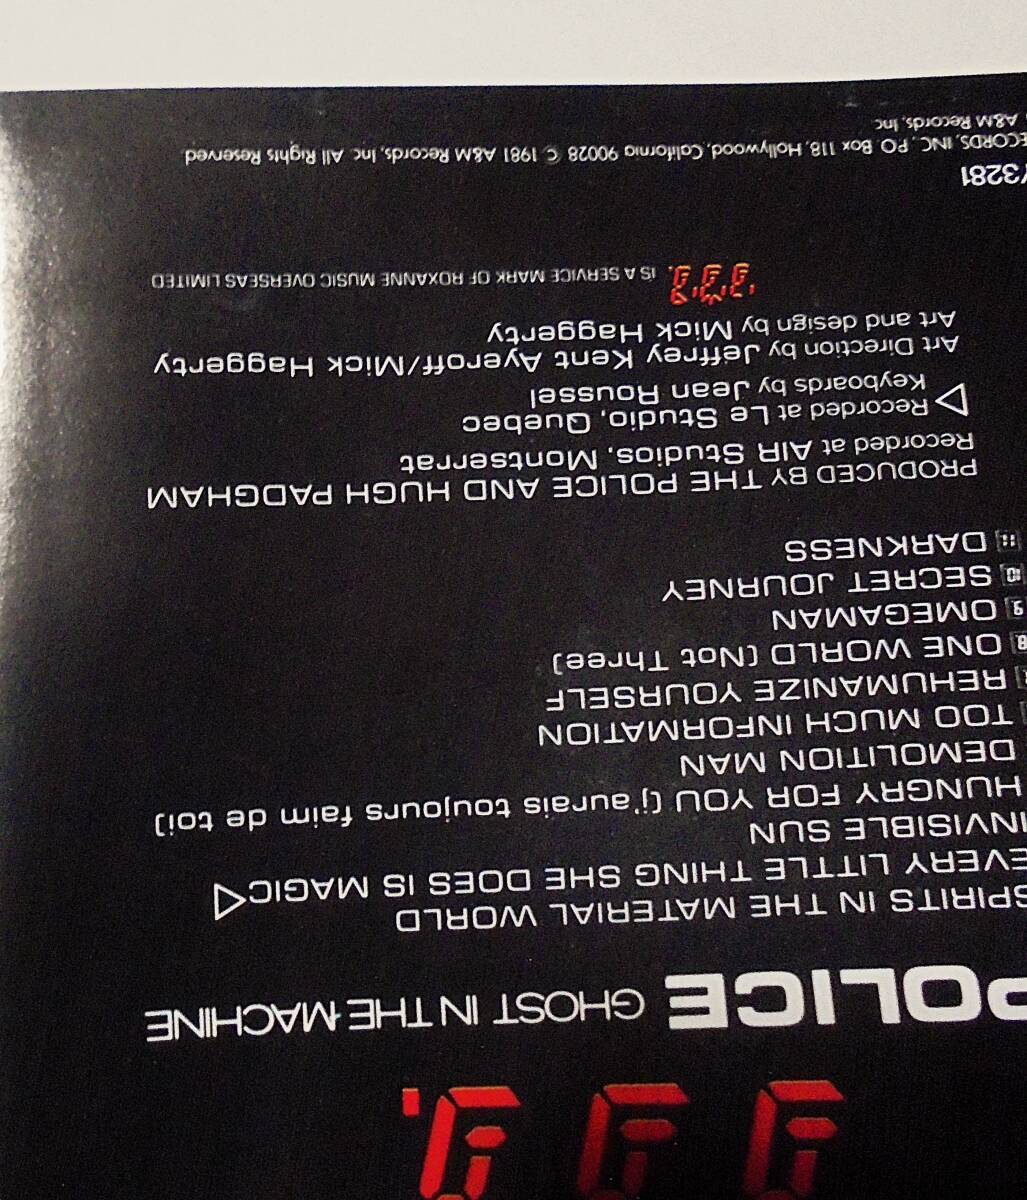 POLICE GHOST IN THE MACHINE
SPIRITS IN THE MATERIAL WORLD
EVERY LITTLE THING SHE DOES IS MAGIC
INVISIBLE SUN
HUNGRY FOR YOU (j'aurais toujours faim de toi)
DEMOLITION MAN
TOO MUCH INFORMATION
REHUMANIZE YOURSELF
8 ONE WORLD (Not Three)
9 OMEGAMAN
10 SECRET JOURNEY
11 DARKNESS
PRODUCED BY THE POLICE AND HUGH PADGHAM
Recorded at AIR Studios, Montserrat
Recorded at Le Studio, Quebec
Keyboards by Jean Roussel
Art Direction by Jeffrey Kent Ayeroff/Mick Haggerty
Art and design by Mick Haggerty
IS A SERVICE MARK OF ROXANNE MUSIC OVERSEAS LIMITED
3281
RECORDS, INC., P.O. Box 118, Hollywood, California 90028 © 1981 A&M Records, Inc. All Rights Reserved
A&M Records, Inc.